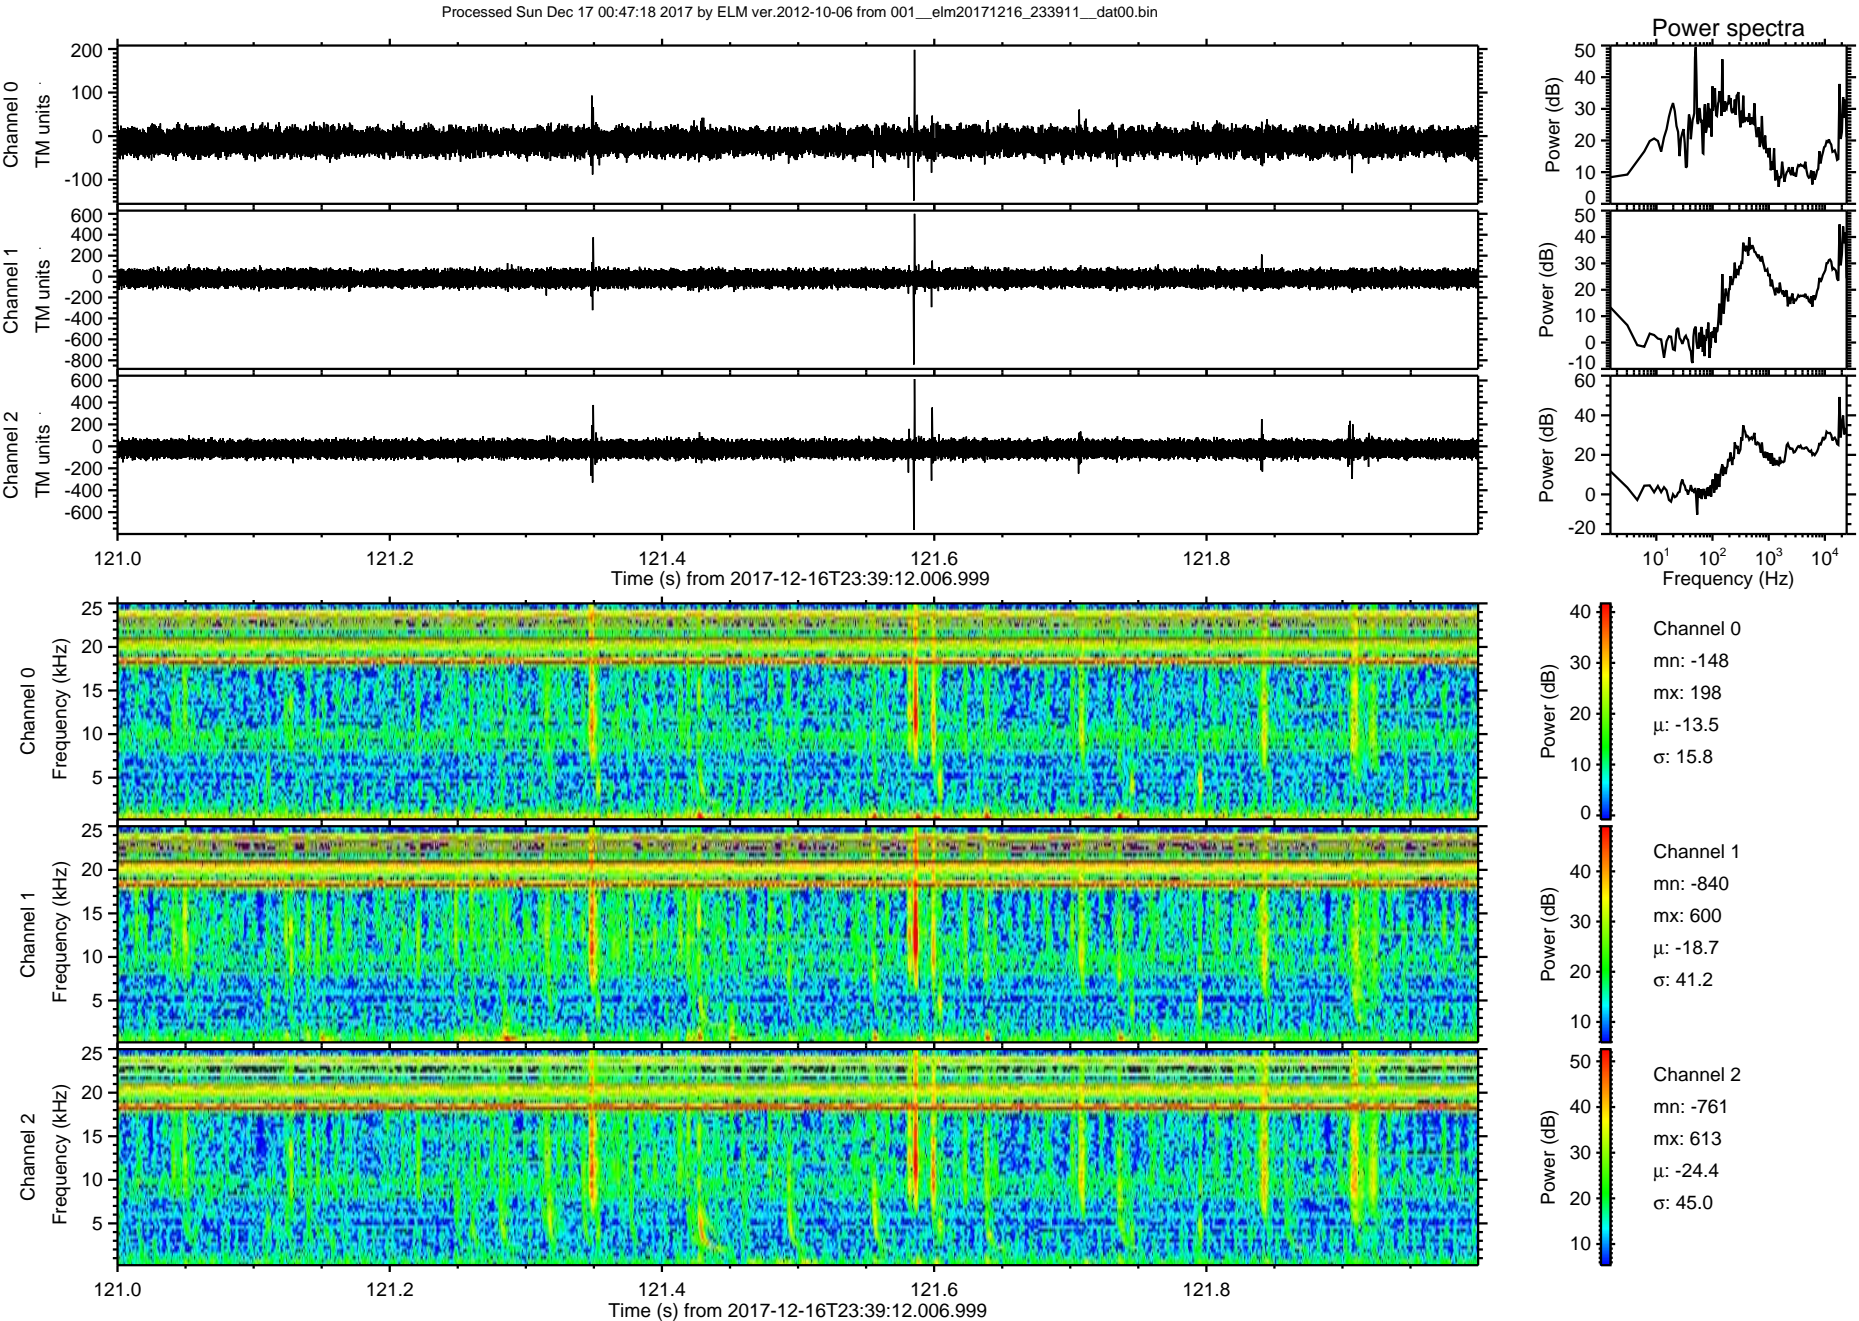 Processed Sun Dec 17 00:47:18 2017 by ELM ver.2012-10-06 from 001__elm20171216_233911__dat00.bin
Power spectra
Channel 0
TM units
200
100
0
-100
Power (dB)
50
40
30
20
10
0
Channel 1
TM units
600
400
200
0
-200
-400
-600
-800
Power (dB)
50
40
30
20
10
0
-10
Channel 2
TM units
600
400
200
0
-200
-400
-600
Power (dB)
60
40
20
0
-20
121.0 121.2 121.4 121.6 121.8
Time (s) from 2017-12-16T23:39:12.006.999
10^1 10^2 10^3 10^4
Frequency (Hz)
Channel 0
Frequency (kHz)
25
20
15
10
5
Power (dB)
40
30
20
10
0
Channel 0
mn: -148
mx: 198
μ: -13.5
σ: 15.8
Channel 1
Frequency (kHz)
25
20
15
10
5
Power (dB)
40
30
20
10
Channel 1
mn: -840
mx: 600
μ: -18.7
σ: 41.2
Channel 2
Frequency (kHz)
25
20
15
10
5
Power (dB)
50
40
30
20
10
Channel 2
mn: -761
mx: 613
μ: -24.4
σ: 45.0
121.0 121.2 121.4 121.6 121.8
Time (s) from 2017-12-16T23:39:12.006.999